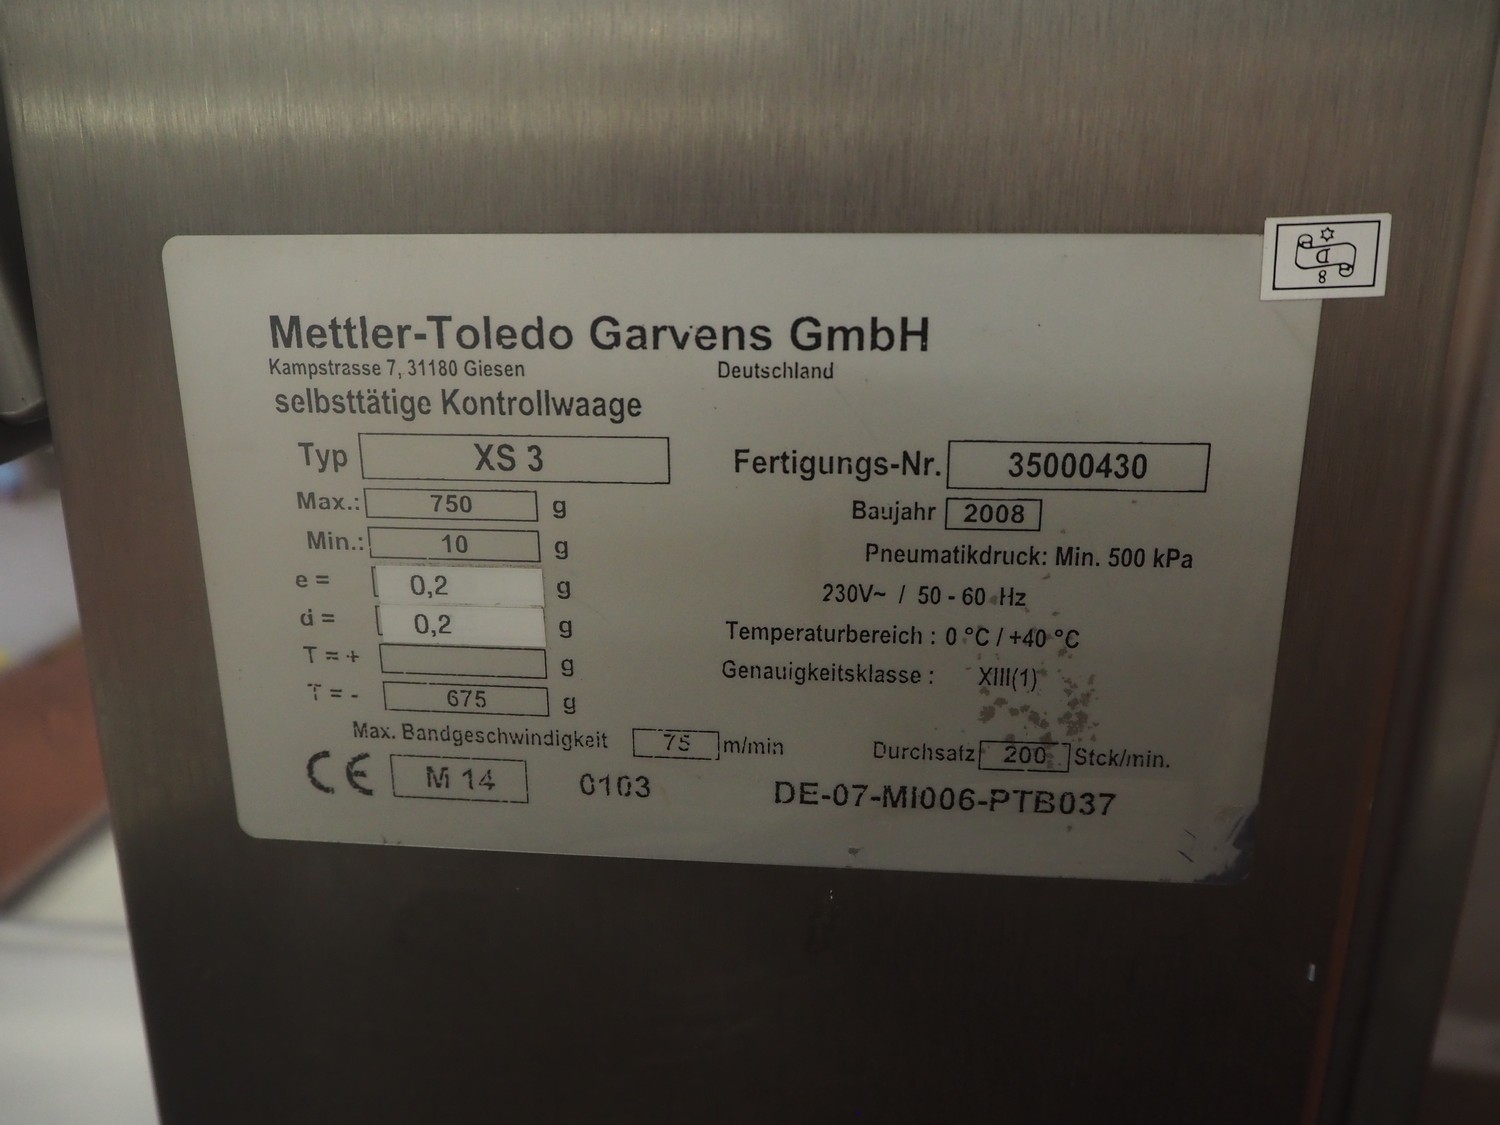 D
8
Mettler-Toledo Garvens GmbH
Kampstrasse 7, 31180 Giesen Deutschland
selbsttätige Kontrollwaage
Typ XS 3 Fertigungs-Nr. 35000430
Max.: 750 g Baujahr 2008
Min.: 10 g Pneumatikdruck: Min. 500 kPa
e = 0,2 g 230V~ / 50 - 60 Hz
d = 0,2 g Temperaturbereich : 0 °C / +40 °C
T = + g Genauigkeitsklasse : XIII(1)
T = - 675 g
Max. Bandgeschwindigkeit 75 m/min Durchsatz 200 Stck/min.
CE M 14 0103 DE-07-MI006-PTB037